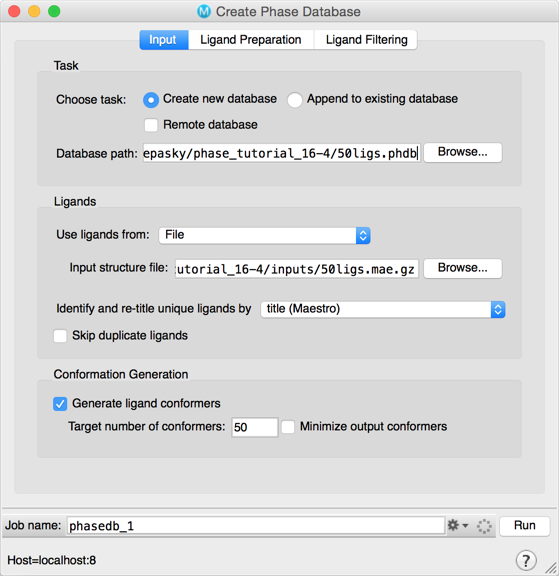 M Create Phase Database
Input Ligand Preparation Ligand Filtering
Task
Choose task: Create new database Append to existing database
Remote database
Database path: epasky/phase_tutorial_16-4/50ligs.phdb Browse...
Ligands
Use ligands from: File
Input structure file: utorial_16-4/inputs/50ligs.mae.gz Browse...
Identify and re-title unique ligands by title (Maestro)
Skip duplicate ligands
Conformation Generation
Generate ligand conformers
Target number of conformers: 50 Minimize output conformers
Job name: phasedb_1 Run
Host=localhost:8 ?